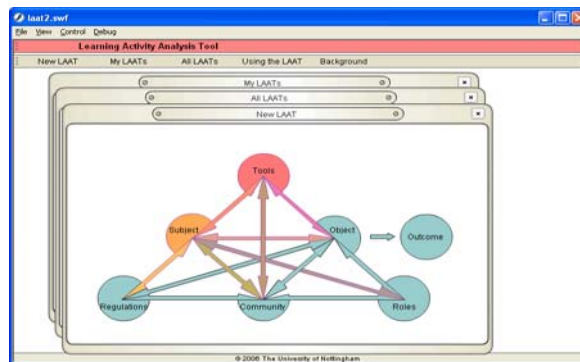 laat2.swf
File View Control Debug
Learning Activity Analysis Tool
New LAAT My LAATs All LAATs Using the LAAT Background
My LAATs
All LAATs
New LAAT
Tools
Subject Object Outcome
Regulations Community Roles
© 2006 The University of Nottingham